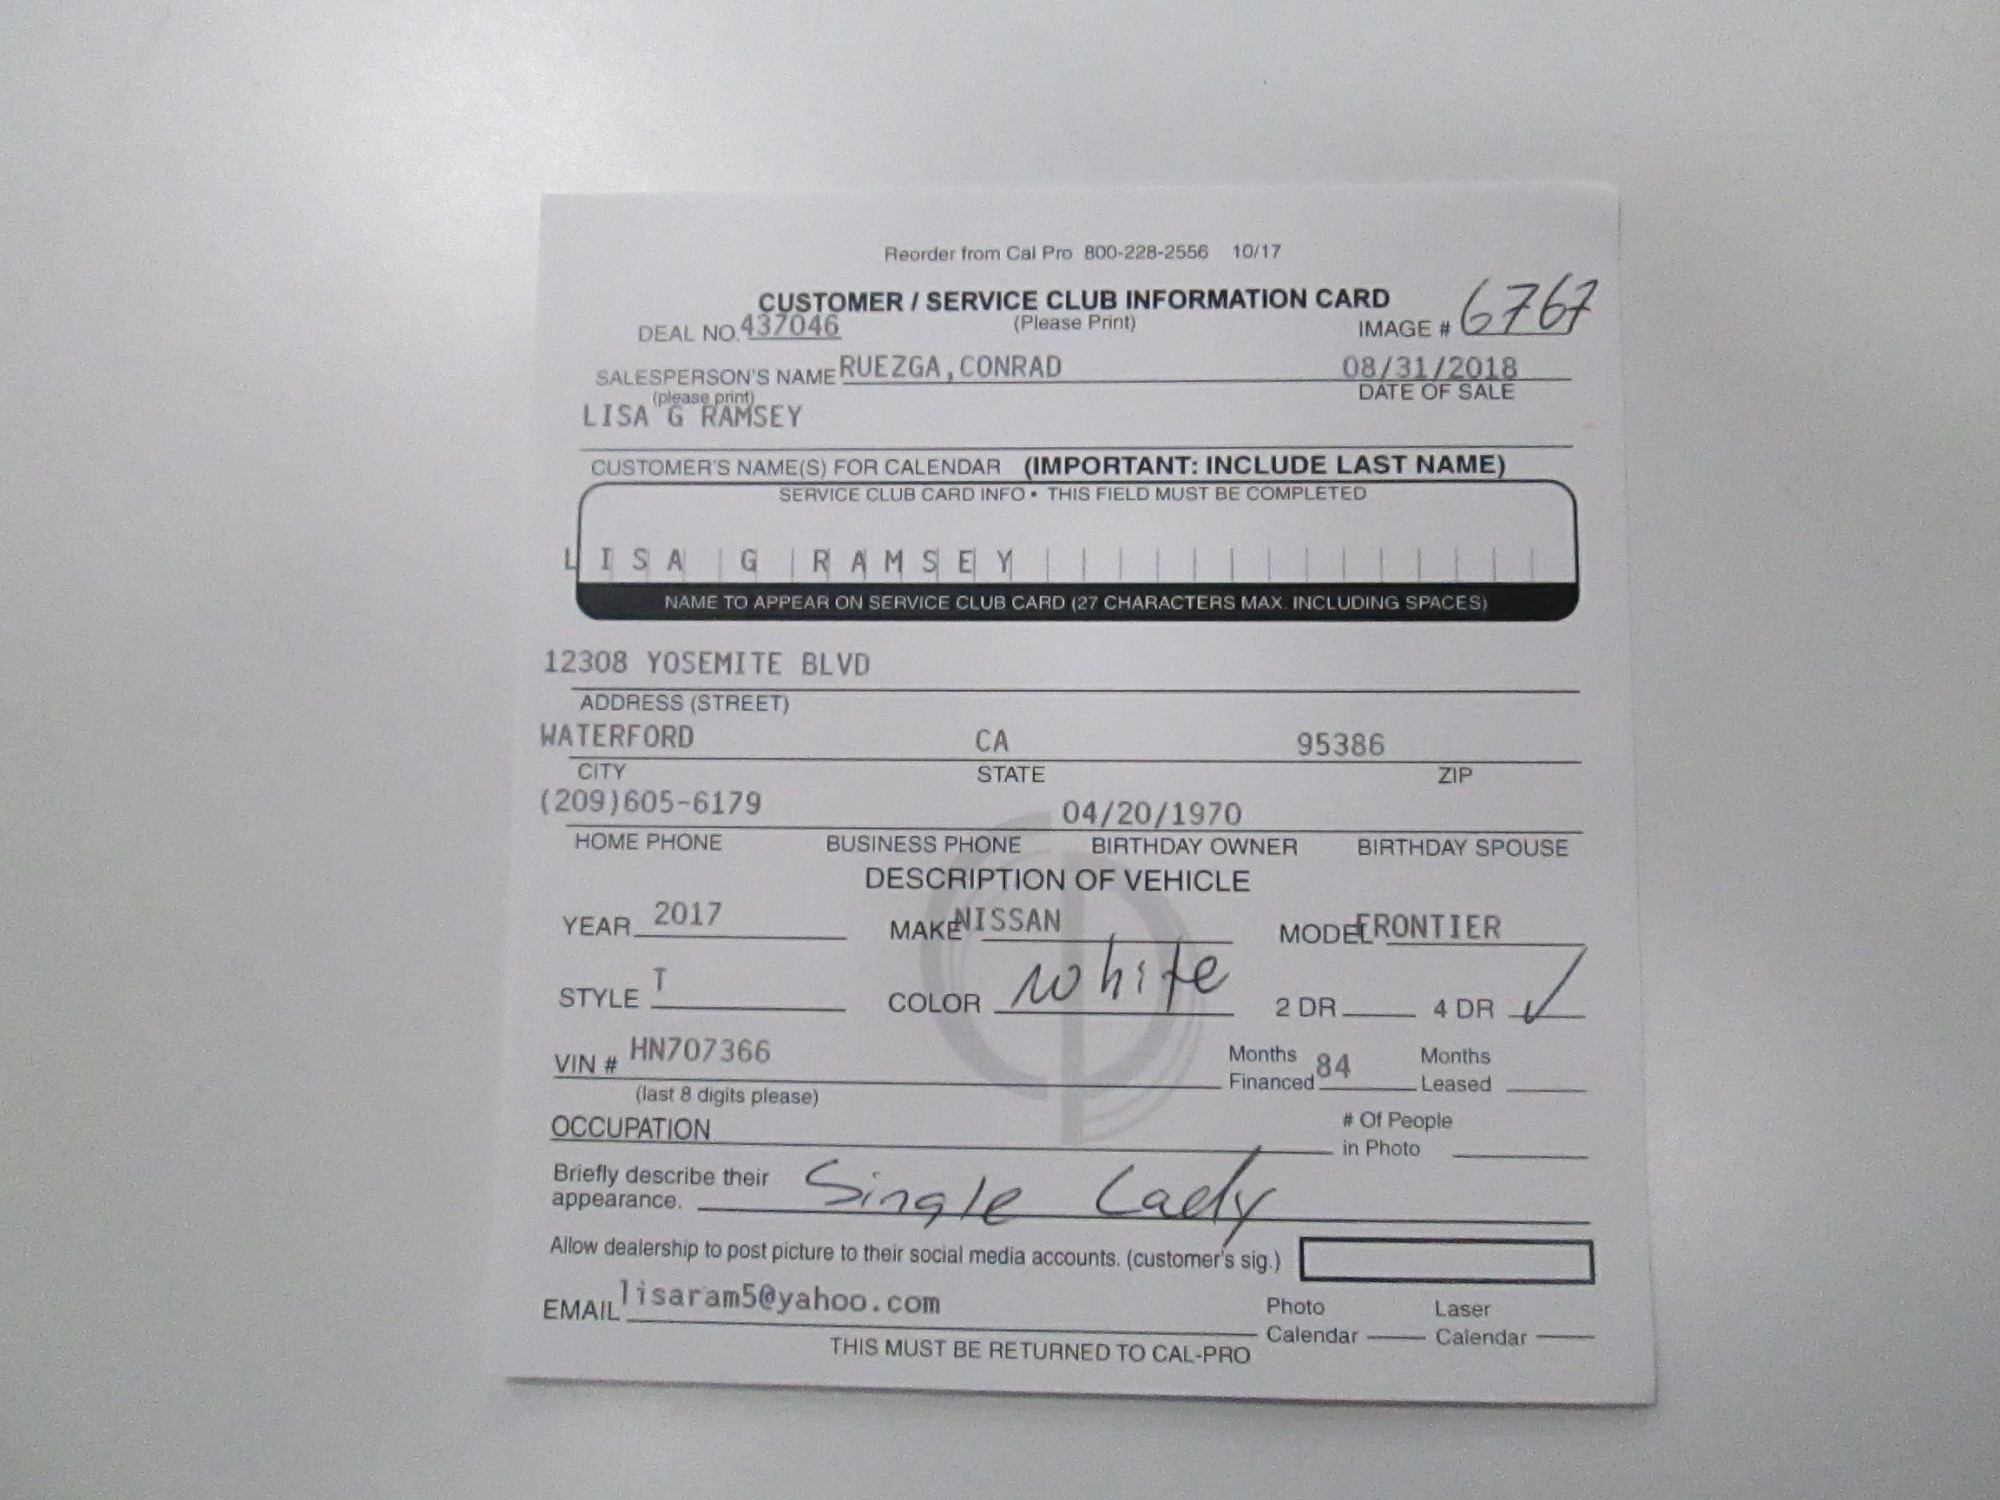 Reorder from Cal Pro 800-228-2556 10/17
CUSTOMER / SERVICE CLUB INFORMATION CARD
DEAL NO. 437046 (Please Print) IMAGE # 6767
SALESPERSON'S NAME RUEZGA,CONRAD 08/31/2018
(please print) DATE OF SALE
LISA G RAMSEY
CUSTOMER'S NAME(S) FOR CALENDAR (IMPORTANT: INCLUDE LAST NAME)
SERVICE CLUB CARD INFO • THIS FIELD MUST BE COMPLETED
LISA G RAMSEY
NAME TO APPEAR ON SERVICE CLUB CARD (27 CHARACTERS MAX. INCLUDING SPACES)
12308 YOSEMITE BLVD
ADDRESS (STREET)
WATERFORD CA 95386
CITY STATE ZIP
(209)605-6179 04/20/1970
HOME PHONE BUSINESS PHONE BIRTHDAY OWNER BIRTHDAY SPOUSE
DESCRIPTION OF VEHICLE
YEAR 2017 MAKE NISSAN MODEL FRONTIER
STYLE T COLOR white 2 DR 4 DR ✓
VIN # HN707366 Months Financed 84 Months Leased
(last 8 digits please)
OCCUPATION # Of People in Photo
Briefly describe their appearance. Single Lady
Allow dealership to post picture to their social media accounts. (customer's sig.)
EMAIL lisaram5@yahoo.com Photo Calendar Laser Calendar
THIS MUST BE RETURNED TO CAL-PRO